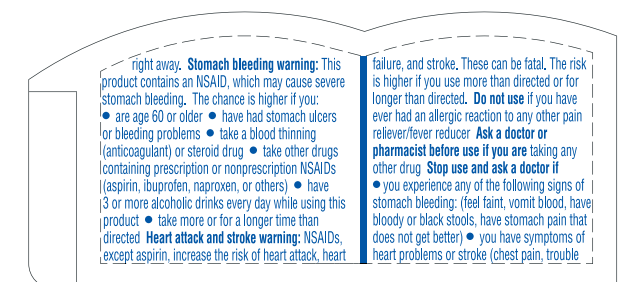 right away. Stomach bleeding warning: This
product contains an NSAID, which may cause severe
stomach bleeding. The chance is higher if you:
● are age 60 or older ● have had stomach ulcers
or bleeding problems ● take a blood thinning
(anticoagulant) or steroid drug ● take other drugs
containing prescription or nonprescription NSAIDs
(aspirin, ibuprofen, naproxen, or others) ● have
3 or more alcoholic drinks every day while using this
product ● take more or for a longer time than
directed Heart attack and stroke warning: NSAIDs,
except aspirin, increase the risk of heart attack, heart
failure, and stroke. These can be fatal. The risk
is higher if you use more than directed or for
longer than directed. Do not use if you have
ever had an allergic reaction to any other pain
reliever/fever reducer Ask a doctor or
pharmacist before use if you are taking any
other drug Stop use and ask a doctor if
● you experience any of the following signs of
stomach bleeding: (feel faint, vomit blood, have
bloody or black stools, have stomach pain that
does not get better) ● you have symptoms of
heart problems or stroke (chest pain, trouble